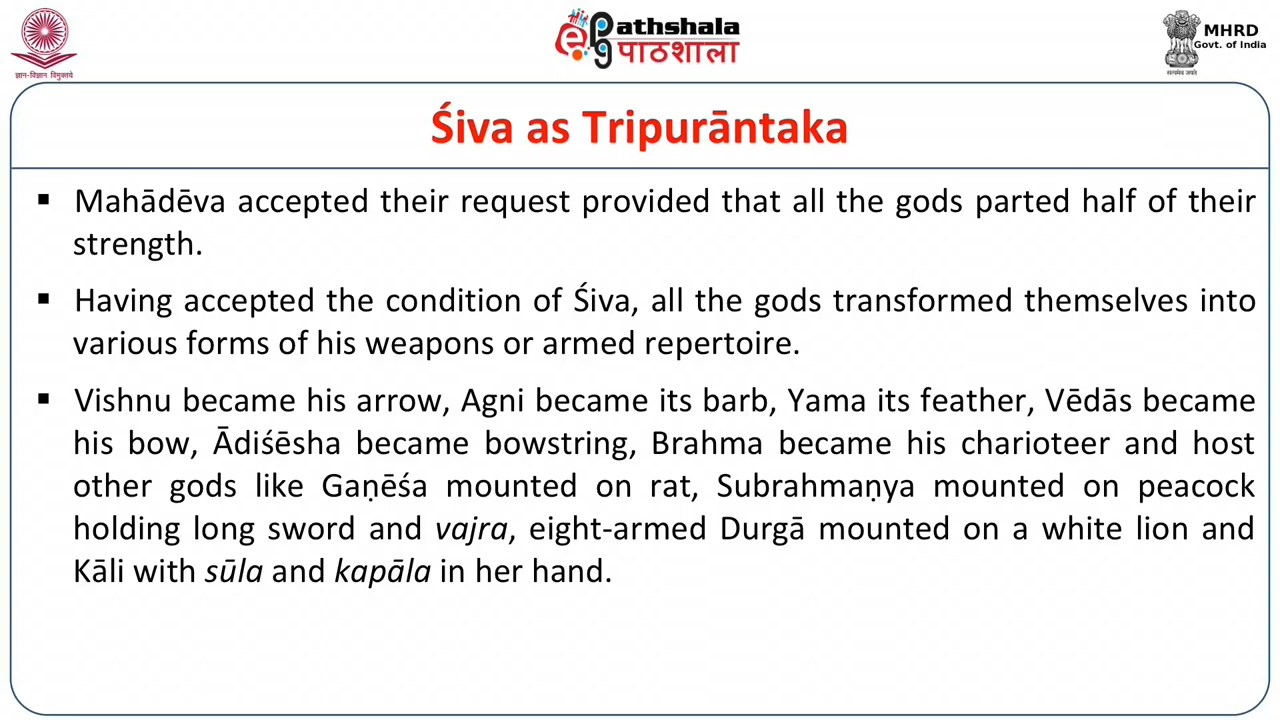 ज्ञान-विज्ञान विमुक्तये
epg Pathshala
पाठशाला
MHRD
Govt. of India
सत्यमेव जयते
Śiva as Tripurāntaka
▪ Mahādēva accepted their request provided that all the gods parted half of their
strength.
▪ Having accepted the condition of Śiva, all the gods transformed themselves into
various forms of his weapons or armed repertoire.
▪ Vishnu became his arrow, Agni became its barb, Yama its feather, Vēdās became
his bow, Ādiśēsha became bowstring, Brahma became his charioteer and host
other gods like Gaṇēśa mounted on rat, Subrahmaṇya mounted on peacock
holding long sword and vajra, eight-armed Durgā mounted on a white lion and
Kāli with sūla and kapāla in her hand.